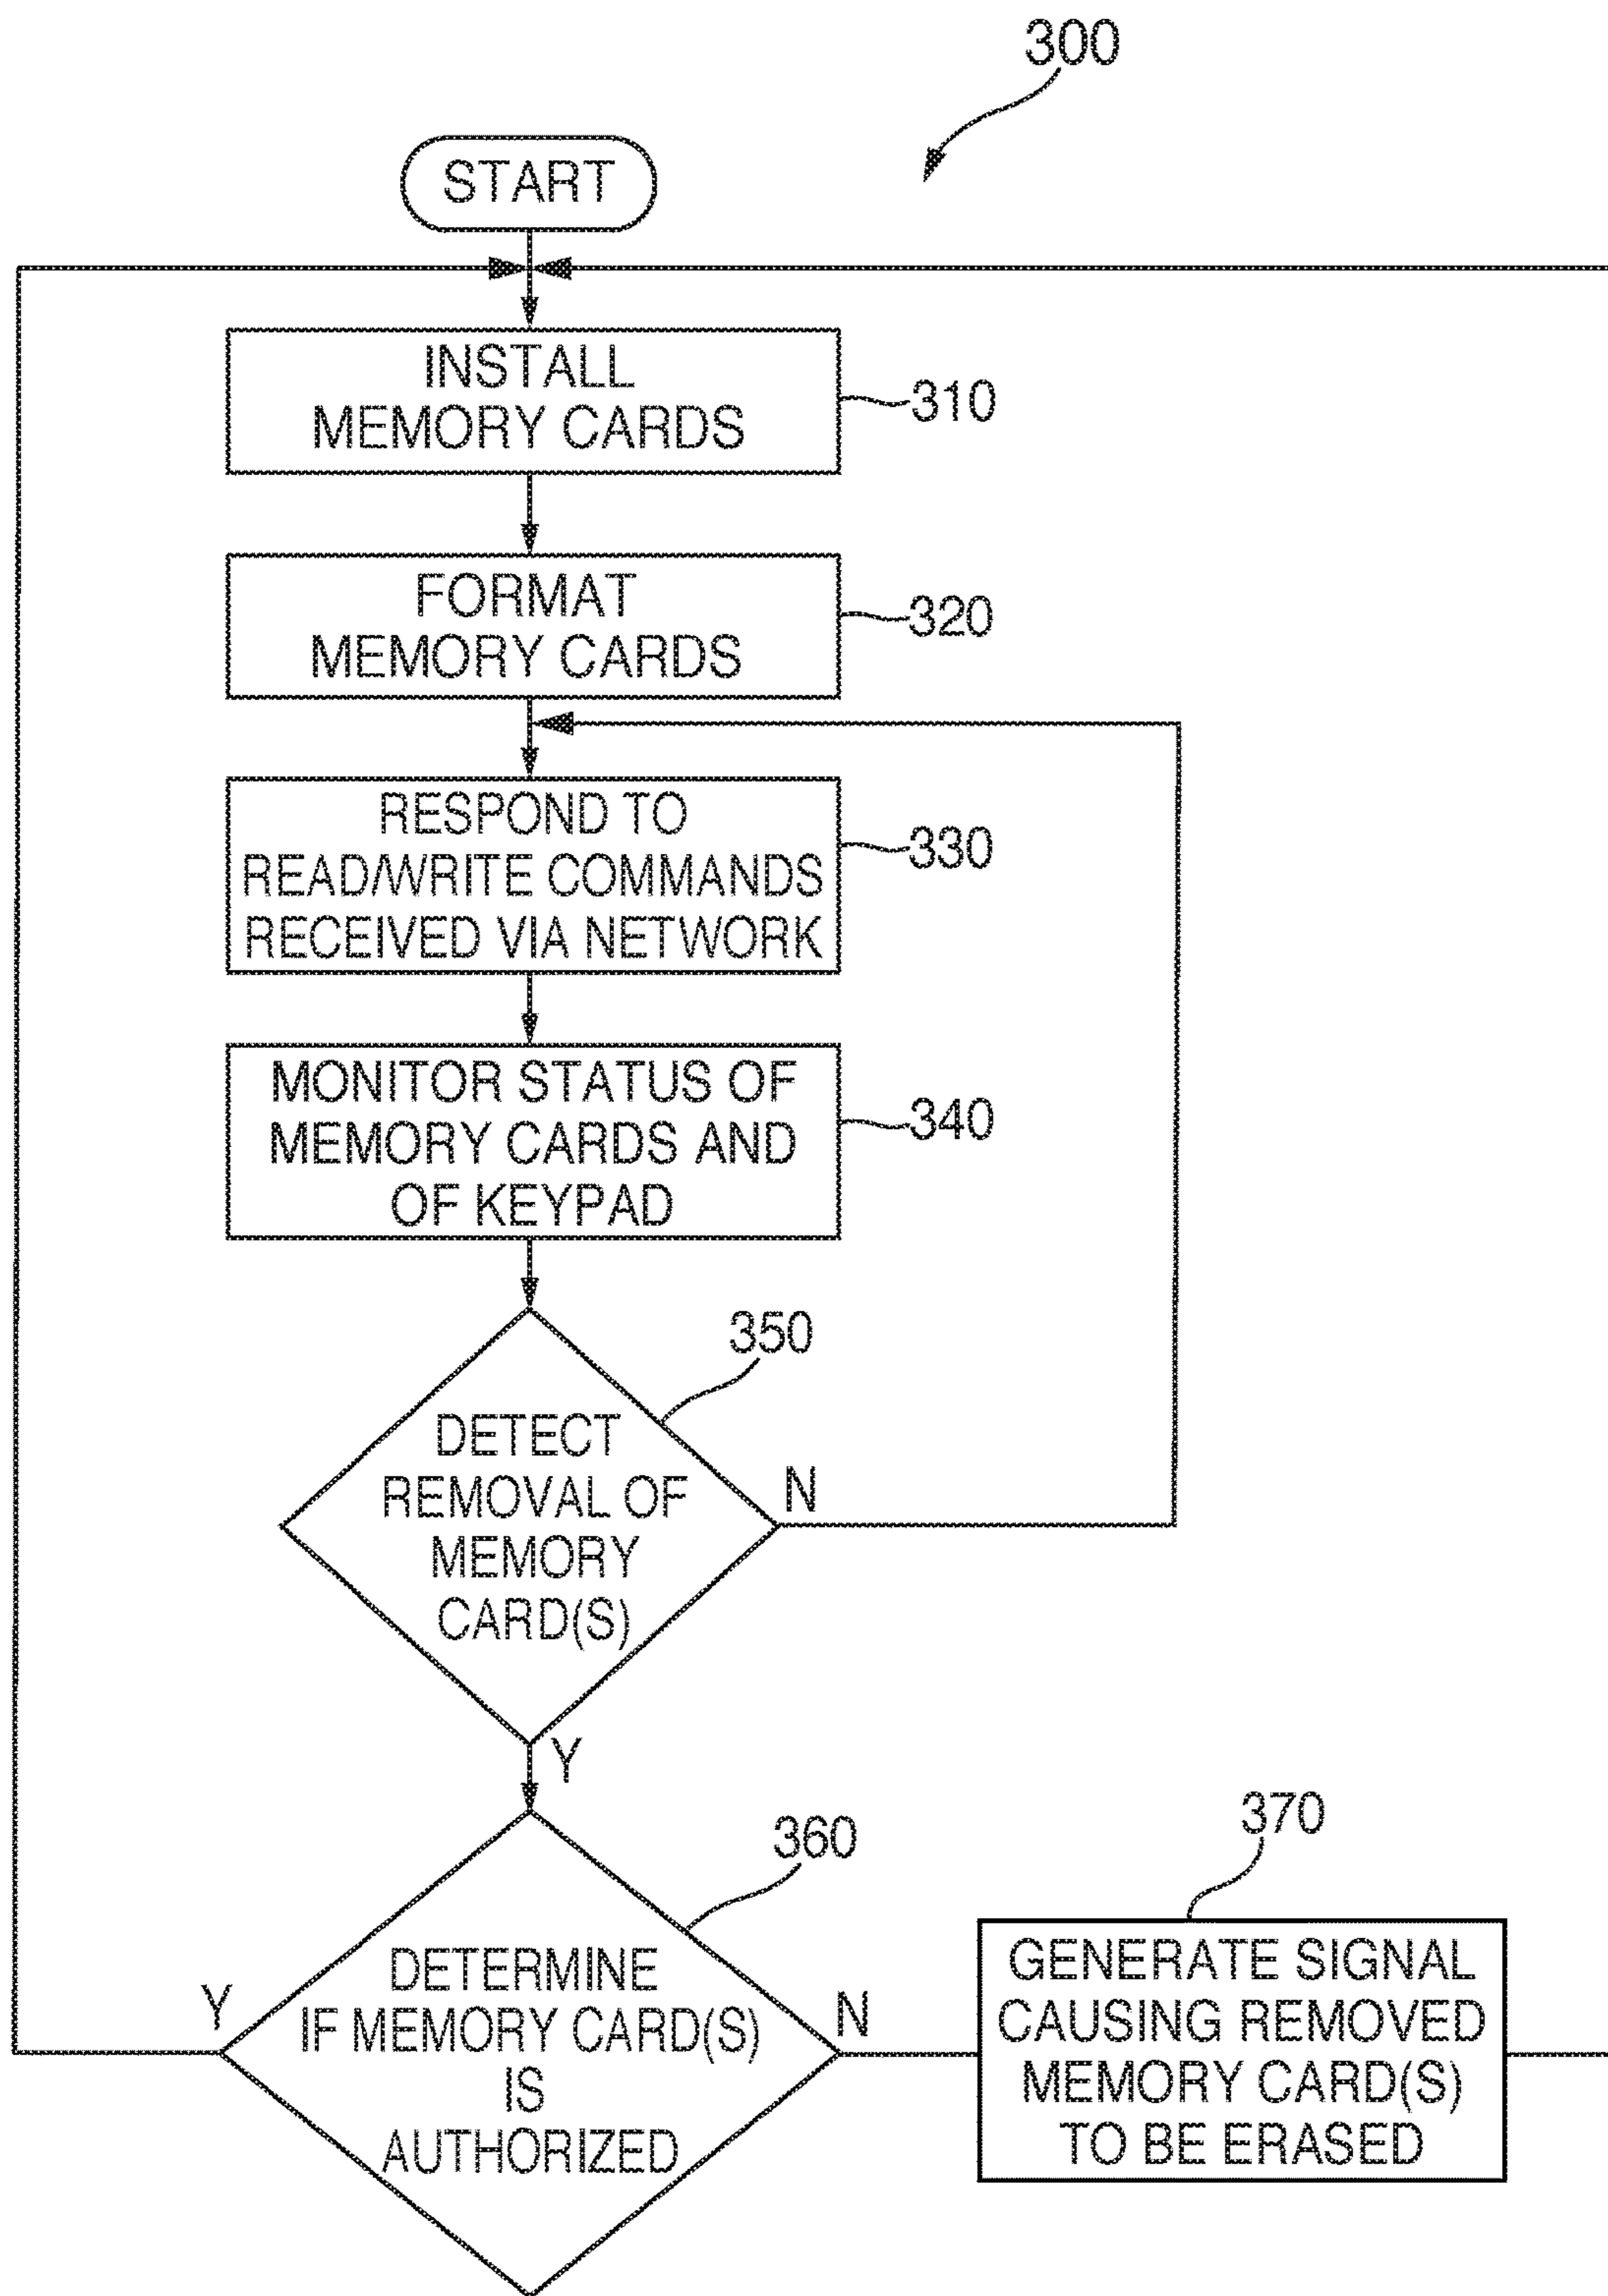 300
START
INSTALL
MEMORY CARDS
310
FORMAT
MEMORY CARDS
320
RESPOND TO
READ/WRITE COMMANDS
RECEIVED VIA NETWORK
330
MONITOR STATUS OF
MEMORY CARDS AND
OF KEYPAD
340
350
DETECT
REMOVAL OF
MEMORY
CARD(S)
N
Y
360
DETERMINE
IF MEMORY CARD(S)
IS
AUTHORIZED
Y
N
370
GENERATE SIGNAL
CAUSING REMOVED
MEMORY CARD(S)
TO BE ERASED